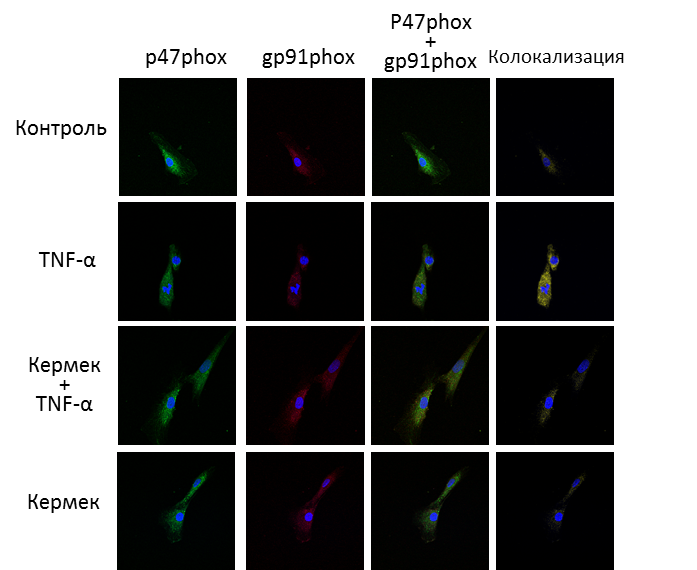 p47phox
gp91phox
P47phox
+
gp91phox
Колокализация
Контроль
TNF-α
Кермек
+
TNF-α
Кермек